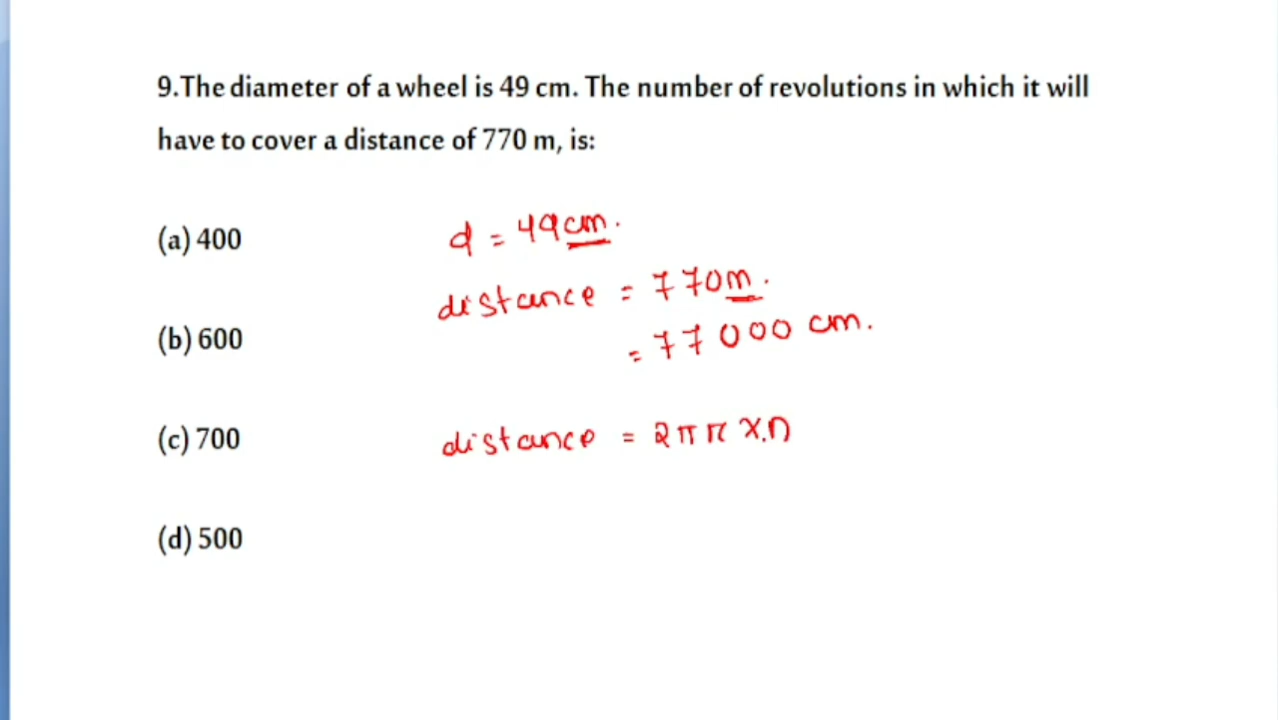 9.The diameter of a wheel is 49 cm. The number of revolutions in which it will
have to cover a distance of 770 m, is:
(a) 400
d = 49cm.
distance = 770m.
(b) 600
= 77000 cm.
(c) 700
distance = 2πr x.n
(d) 500